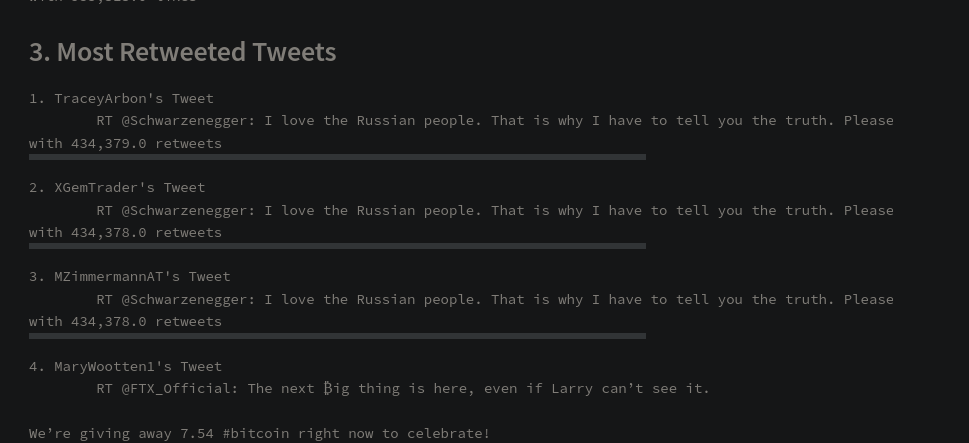 3. Most Retweeted Tweets
1. TraceyArbon's Tweet
RT @Schwarzenegger: I love the Russian people. That is why I have to tell you the truth. Please
with 434,379.0 retweets
2. XGemTrader's Tweet
RT @Schwarzenegger: I love the Russian people. That is why I have to tell you the truth. Please
with 434,378.0 retweets
3. MZimmermannAT's Tweet
RT @Schwarzenegger: I love the Russian people. That is why I have to tell you the truth. Please
with 434,378.0 retweets
4. MaryWootten1's Tweet
RT @FTX_Official: The next ₿ig thing is here, even if Larry can’t see it.
We’re giving away 7.54 #bitcoin right now to celebrate!